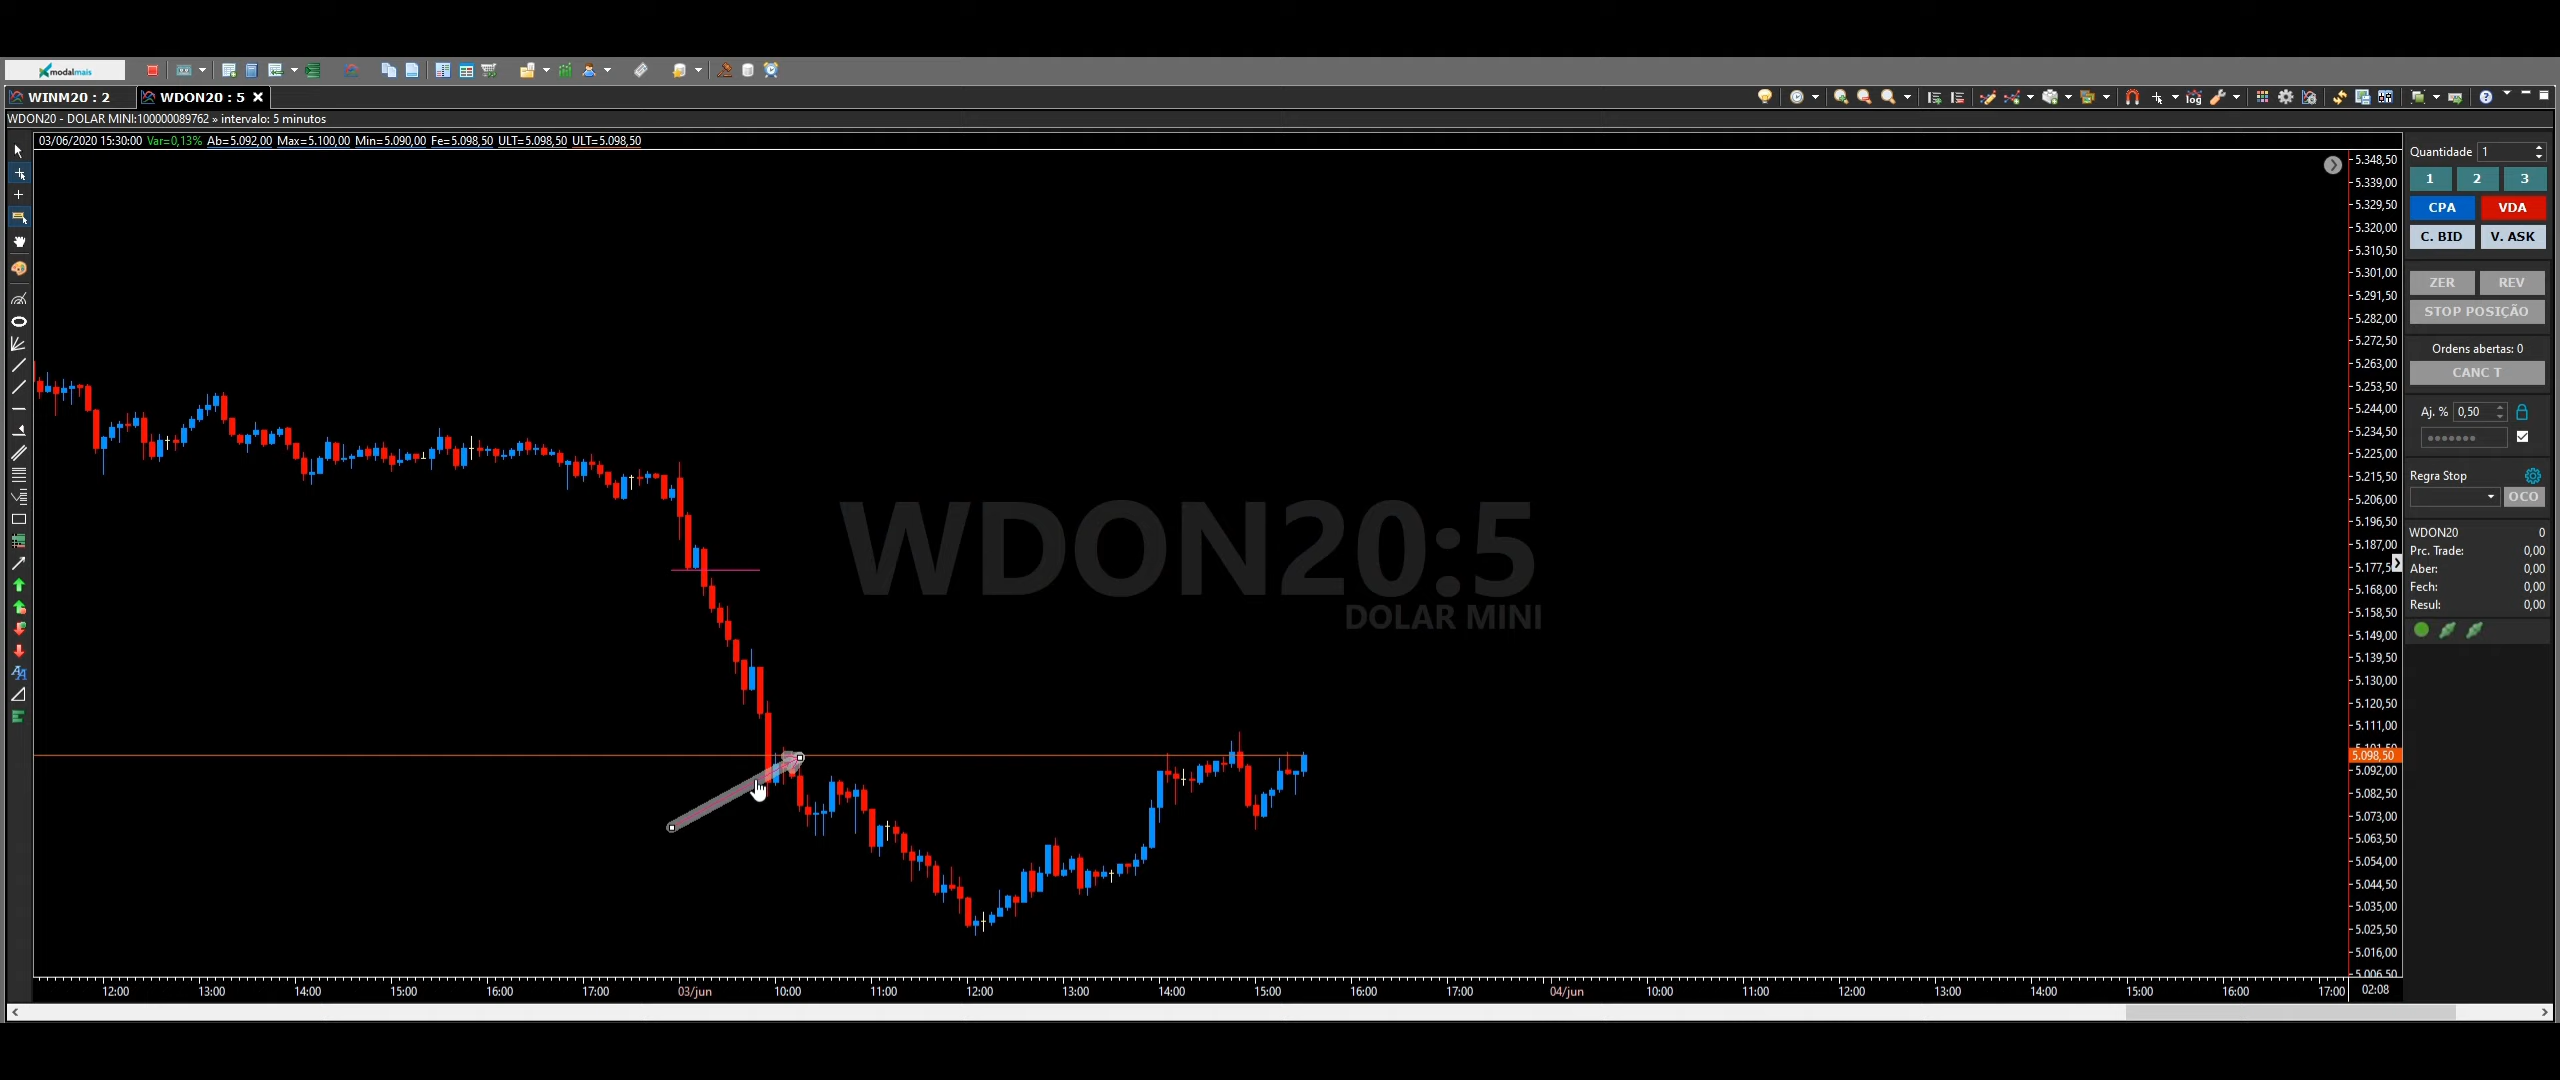 modalmais
WINM20 : 2
WDON20 : 5
WDON20 - DOLAR MINI:100000089762 » intervalo: 5 minutos
03/06/2020 15:30:00 Var=0,13% Ab=5.092,00 Max=5.100,00 Min=5.090,00 Fe=5.098,50 ULT=5.098,50 ULT=5.098,50
5.348,50
5.339,00
5.329,50
5.320,00
5.310,50
5.301,00
5.291,50
5.282,00
5.272,50
5.263,00
5.253,50
5.244,00
5.234,50
5.225,00
5.215,50
5.206,00
5.196,50
5.187,00
5.177,5
5.168,00
5.158,50
5.149,00
5.139,50
5.130,00
5.120,50
5.111,00
5.101,50
5.098,50
5.092,00
5.082,50
5.073,00
5.063,50
5.054,00
5.044,50
5.035,00
5.025,50
5.016,00
5.006,50
WDON20:5
DOLAR MINI
12:00 13:00 14:00 15:00 16:00 17:00 03/jun 10:00 11:00 12:00 13:00 14:00 15:00 16:00 17:00 04/jun 10:00 11:00 12:00 13:00 14:00 15:00 16:00 17:00 02:08
Quantidade 1
1 2 3
CPA VDA
C. BID V. ASK
ZER REV
STOP POSIÇÃO
Ordens abertas: 0
CANC T
Aj. % 0,50
Regra Stop
OCO
WDON20 0
Prc. Trade: 0,00
Aber: 0,00
Fech: 0,00
Resul: 0,00
log